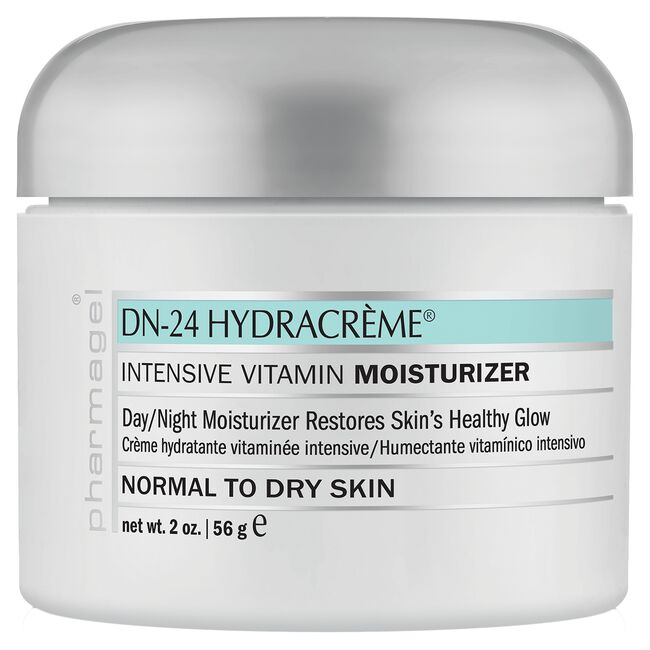 pharmagel®
DN-24 HYDRACRÈME®
INTENSIVE VITAMIN MOISTURIZER
Day/Night Moisturizer Restores Skin's Healthy Glow
Crème hydratante vitaminée intensive/Humectante vitamínico intensivo
NORMAL TO DRY SKIN
net wt. 2 oz. | 56 g ℮